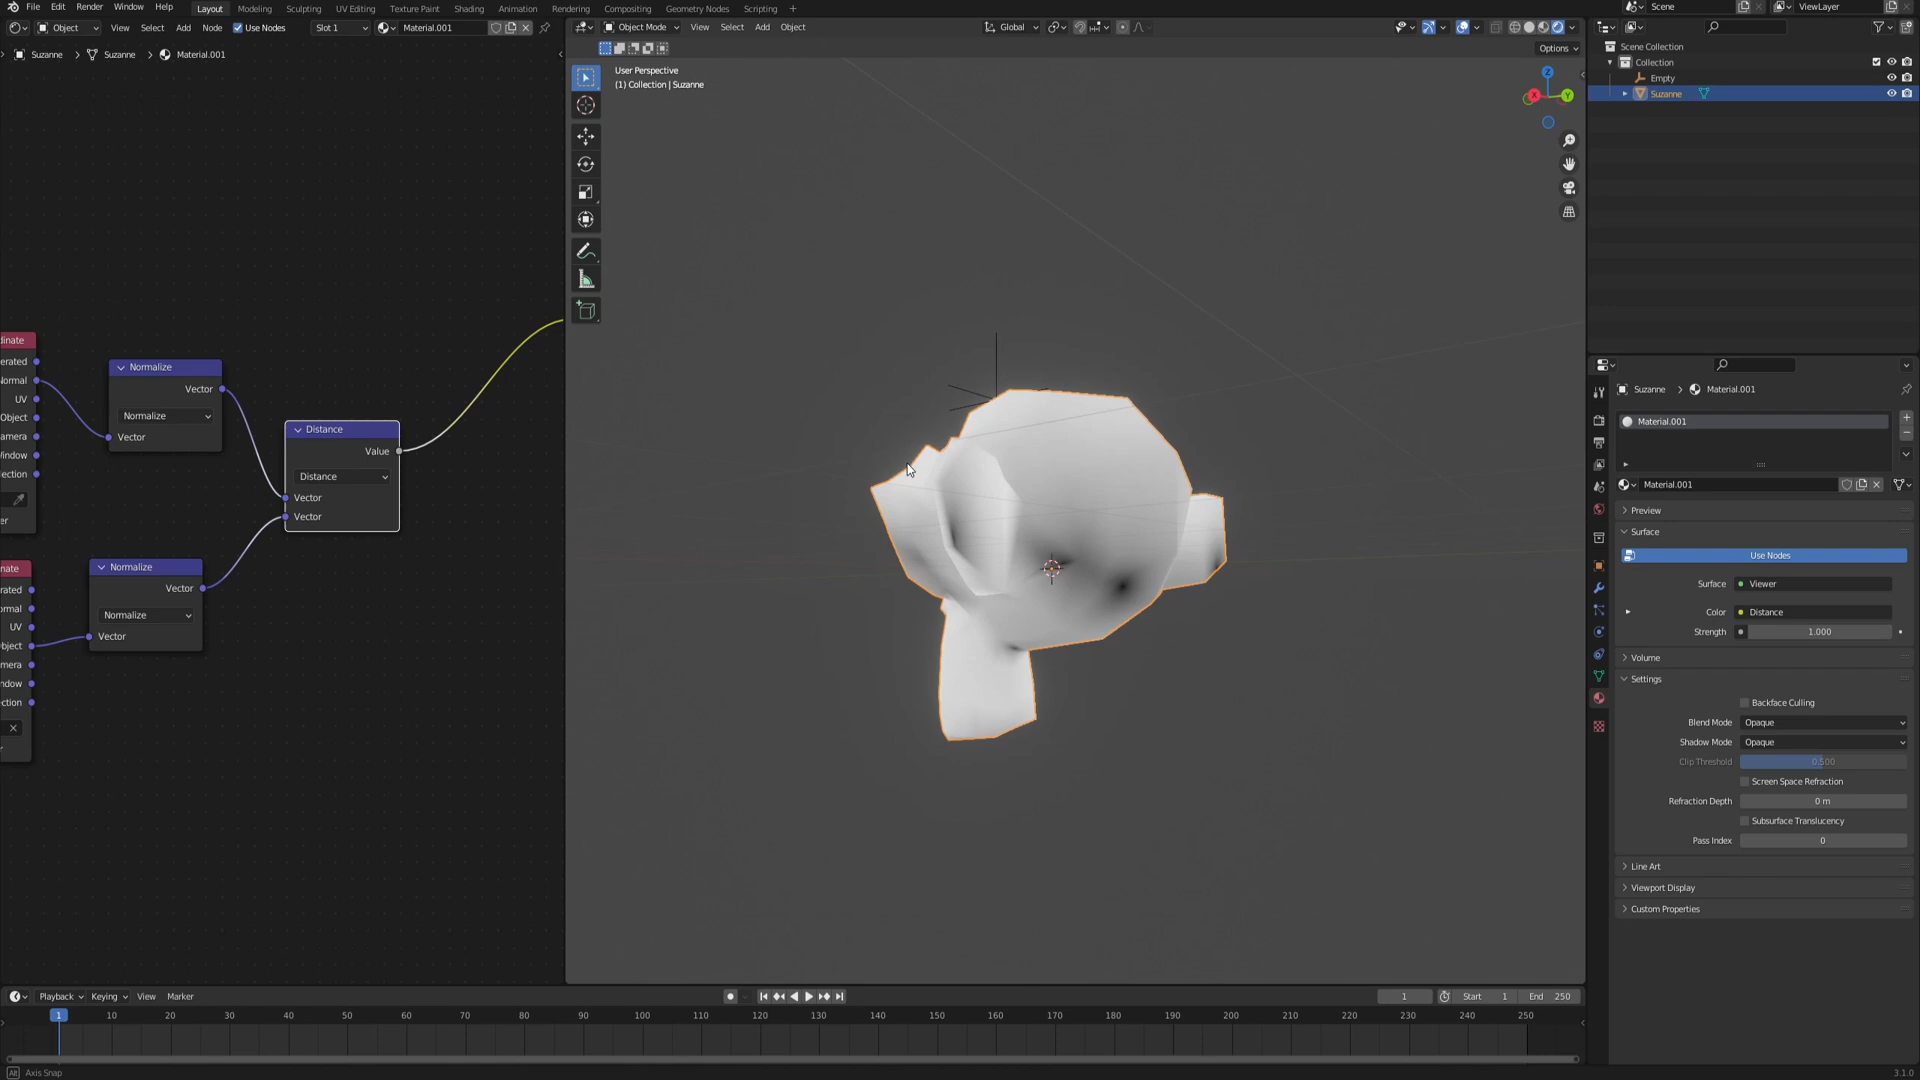 File Edit Render Window Help Layout Modeling Sculpting UV Editing Texture Paint Shading Animation Rendering Compositing Geometry Nodes Scripting + Scene ViewLayer
Object View Select Add Node Use Nodes Slot 1 Material.001
Object Mode View Select Add Object Global
Options
Suzanne > Suzanne > Material.001
User Perspective
(1) Collection | Suzanne
Z
X
Y
Scene Collection
Collection
Empty
Suzanne
inate
erated
Normal
UV
Object
amera
Window
ection
er
Normalize
Vector
Normalize
Vector
Distance
Value
Distance
Vector
Vector
nate
rated
ormal
UV
bject
mera
ndow
ction
Normalize
Vector
Normalize
Vector
Suzanne > Material.001
Material.001
Material.001
Preview
Surface
Use Nodes
Surface Viewer
Color Distance
Strength 1.000
Volume
Settings
Backface Culling
Blend Mode Opaque
Shadow Mode Opaque
Clip Threshold 0.500
Screen Space Refraction
Refraction Depth 0 m
Subsurface Translucency
Pass Index 0
Line Art
Viewport Display
Custom Properties
Playback Keying View Marker 1 Start 1 End 250
1 10 20 30 40 50 60 70 80 90 100 110 120 130 140 150 160 170 180 190 200 210 220 230 240 250
Alt Axis Snap 3.1.0